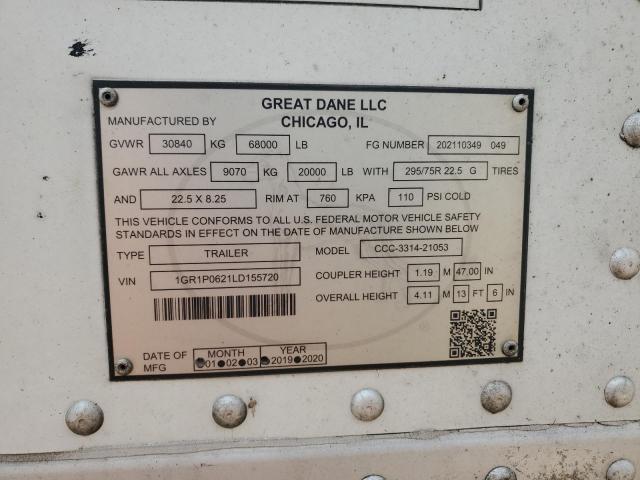 GREAT DANE LLC
MANUFACTURED BY CHICAGO, IL
GVWR 30840 KG 68000 LB FG NUMBER 202110349 049
GAWR ALL AXLES 9070 KG 20000 LB WITH 295/75R 22.5 G TIRES
AND 22.5 X 8.25 RIM AT 760 KPA 110 PSI COLD
THIS VEHICLE CONFORMS TO ALL U.S. FEDERAL MOTOR VEHICLE SAFETY
STANDARDS IN EFFECT ON THE DATE OF MANUFACTURE SHOWN BELOW
TYPE TRAILER MODEL CCC-3314-21053
VIN 1GR1P0621LD155720 COUPLER HEIGHT 1.19 M 47.00 IN
OVERALL HEIGHT 4.11 M 13 FT 6 IN
DATE OF MONTH YEAR
MFG 01 02 03 2019 2020